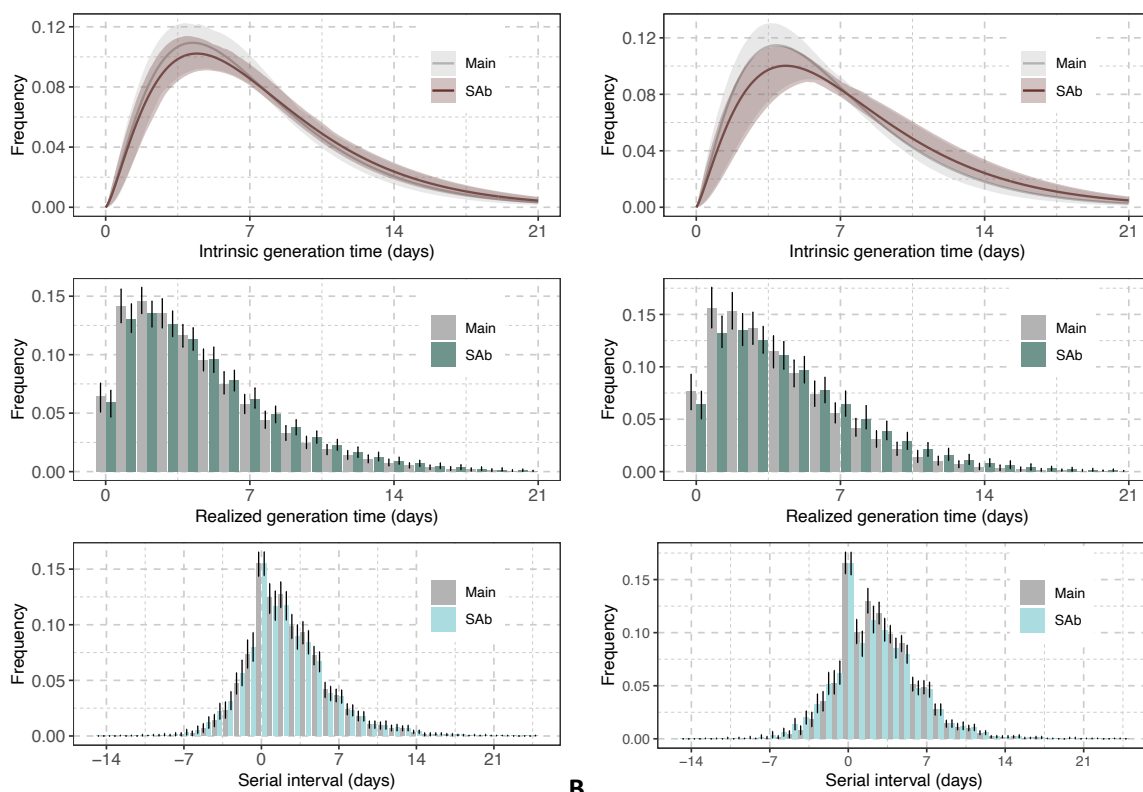 0.12
0.08
0.04
0.00
Frequency
Main
SAb
0 7 14 21
Intrinsic generation time (days)
0.12
0.08
0.04
0.00
Frequency
Main
SAb
0 7 14 21
Intrinsic generation time (days)
0.15
0.10
0.05
0.00
Frequency
Main
SAb
0 7 14 21
Realized generation time (days)
0.15
0.10
0.05
0.00
Frequency
Main
SAb
0 7 14 21
Realized generation time (days)
0.15
0.10
0.05
0.00
Frequency
Main
SAb
−14 −7 0 7 14 21
Serial interval (days)
0.15
0.10
0.05
0.00
Frequency
Main
SAb
−14 −7 0 7 14 21
Serial interval (days)
B